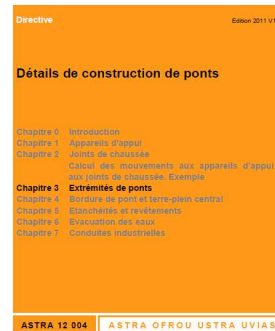 Directive
Edition 2011 V1
Détails de construction de ponts
Chapitre 0 Introduction
Chapitre 1 Appareils d'appui
Chapitre 2 Joints de chaussée
Calcul des mouvements aux appareils d'appui
aux joints de chaussée. Exemple
Chapitre 3 Extrémités de ponts
Chapitre 4 Bordure de pont et terre-plein central
Chapitre 5 Etanchéités et revêtements
Chapitre 6 Evacuation des eaux
Chapitre 7 Conduites industrielles
ASTRA 12 004
ASTRA OFROU USTRA UVIAS